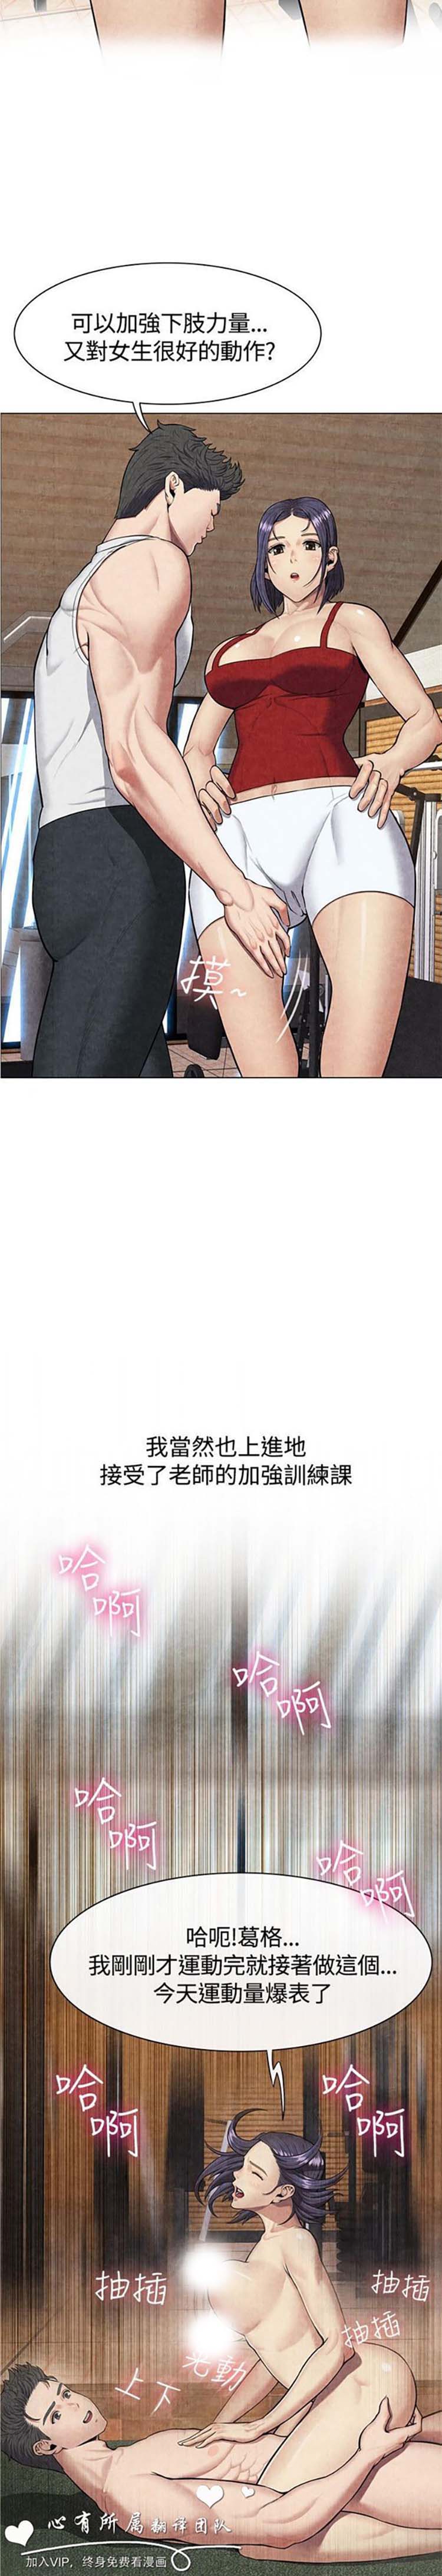 可以加強下肢力量...
又對女生很好的動作?
摸~
我當然也上進地
接受了老師的加強訓練課
哈啊
哈啊
哈啊
哈啊
哈呃!葛格...
我剛剛才運動完就接著做這個...
今天運動量爆表了
哈啊
哈啊
抽插
抽插
抽插
上下
晃動
心有所属翻译团队
加入VIP，终身免费看漫画